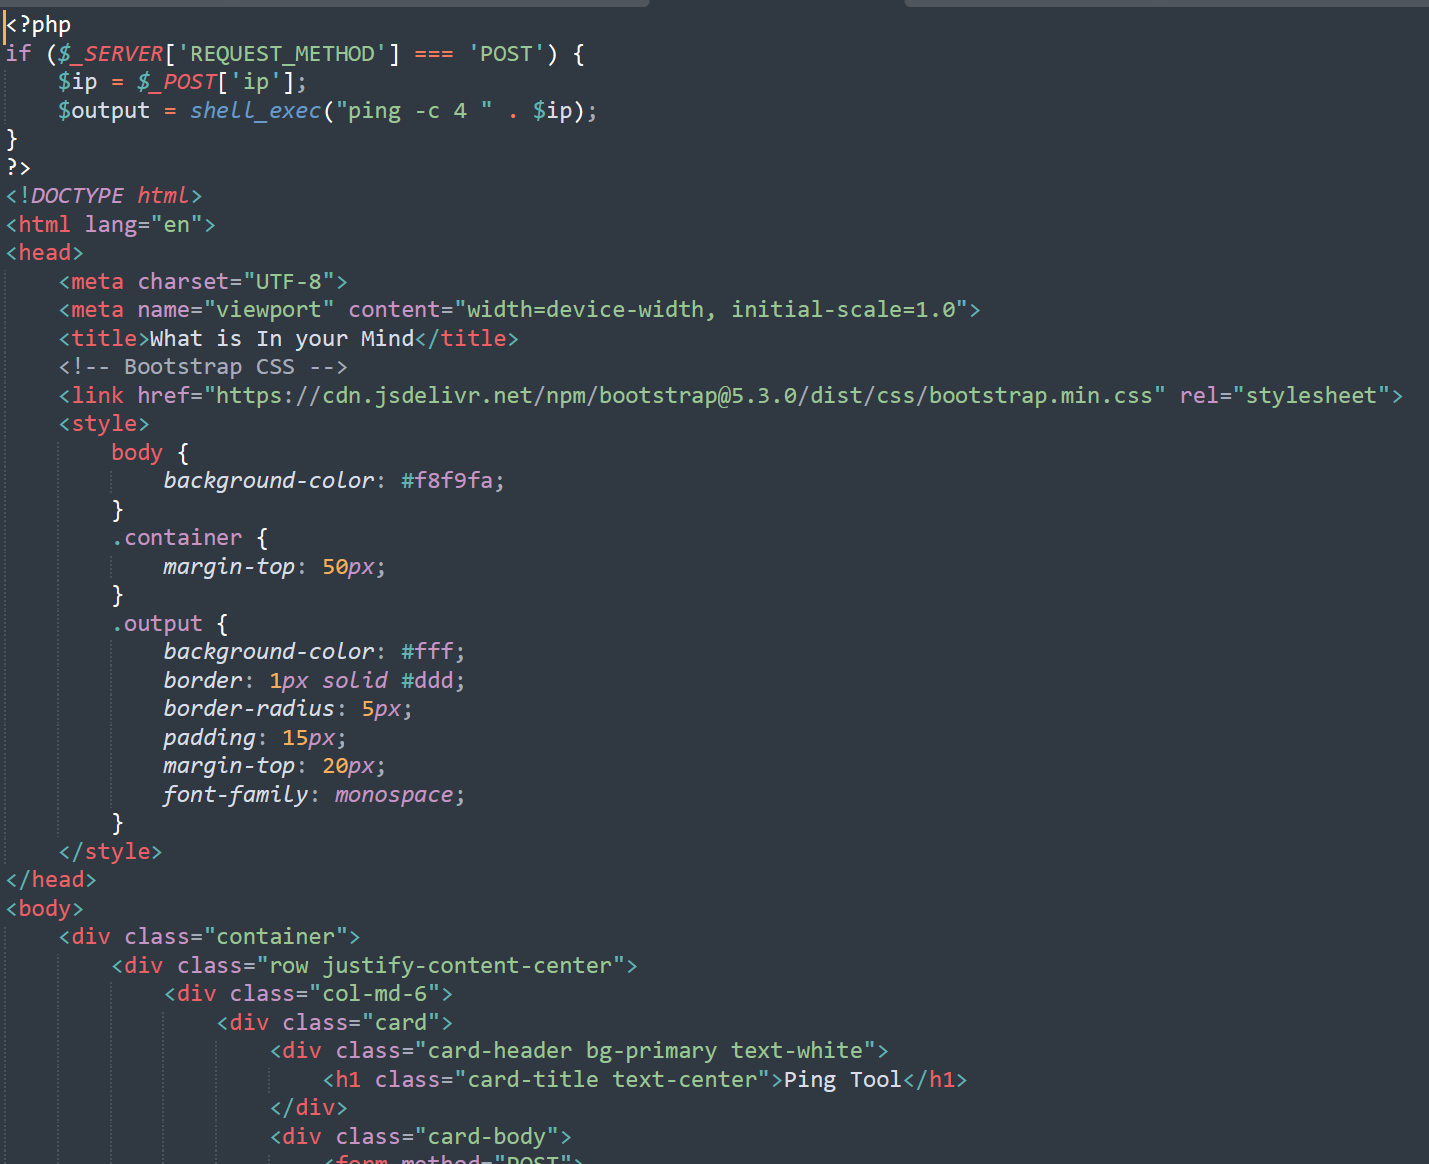 <?php
if ($_SERVER['REQUEST_METHOD'] === 'POST') {
    $ip = $_POST['ip'];
    $output = shell_exec("ping -c 4 " . $ip);
}
?>
<!DOCTYPE html>
<html lang="en">
<head>
    <meta charset="UTF-8">
    <meta name="viewport" content="width=device-width, initial-scale=1.0">
    <title>What is In your Mind</title>
    <!-- Bootstrap CSS -->
    <link href="https://cdn.jsdelivr.net/npm/bootstrap@5.3.0/dist/css/bootstrap.min.css" rel="stylesheet">
    <style>
        body {
            background-color: #f8f9fa;
        }
        .container {
            margin-top: 50px;
        }
        .output {
            background-color: #fff;
            border: 1px solid #ddd;
            border-radius: 5px;
            padding: 15px;
            margin-top: 20px;
            font-family: monospace;
        }
    </style>
</head>
<body>
    <div class="container">
        <div class="row justify-content-center">
            <div class="col-md-6">
                <div class="card">
                    <div class="card-header bg-primary text-white">
                        <h1 class="card-title text-center">Ping Tool</h1>
                    </div>
                    <div class="card-body">
                        <form method="POST">